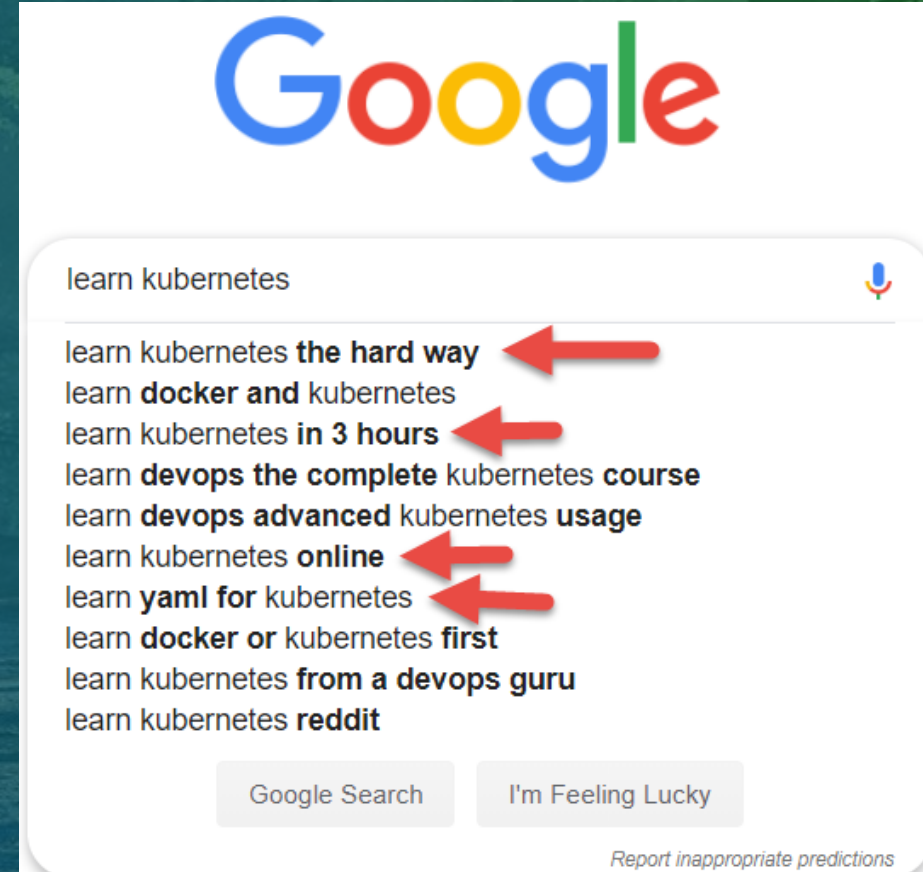 Google
learn kubernetes
learn kubernetes the hard way
learn docker and kubernetes
learn kubernetes in 3 hours
learn devops the complete kubernetes course
learn devops advanced kubernetes usage
learn kubernetes online
learn yaml for kubernetes
learn docker or kubernetes first
learn kubernetes from a devops guru
learn kubernetes reddit
Google Search I'm Feeling Lucky
Report inappropriate predictions